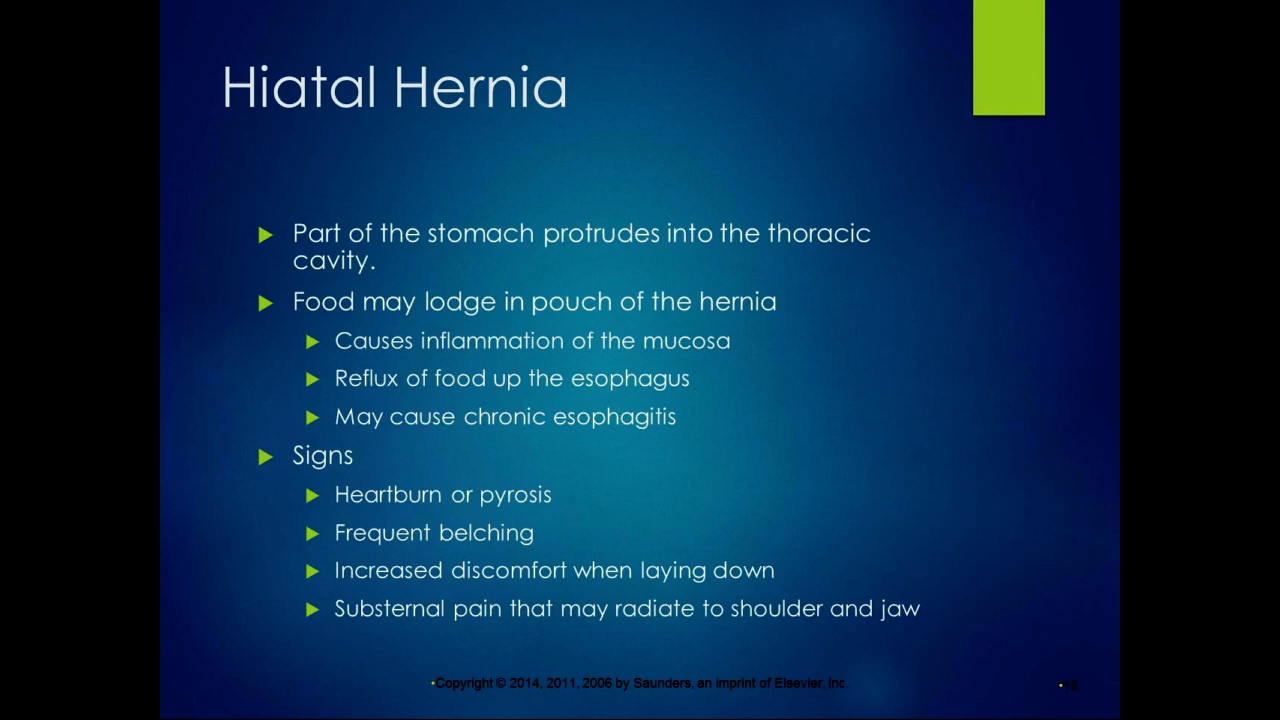 Hiatal Hernia
Part of the stomach protrudes into the thoracic
cavity.
Food may lodge in pouch of the hernia
Causes inflammation of the mucosa
Reflux of food up the esophagus
May cause chronic esophagitis
Signs
Heartburn or pyrosis
Frequent belching
Increased discomfort when laying down
Substernal pain that may radiate to shoulder and jaw
•Copyright © 2014, 2011, 2006 by Saunders, an imprint of Elsevier, Inc.